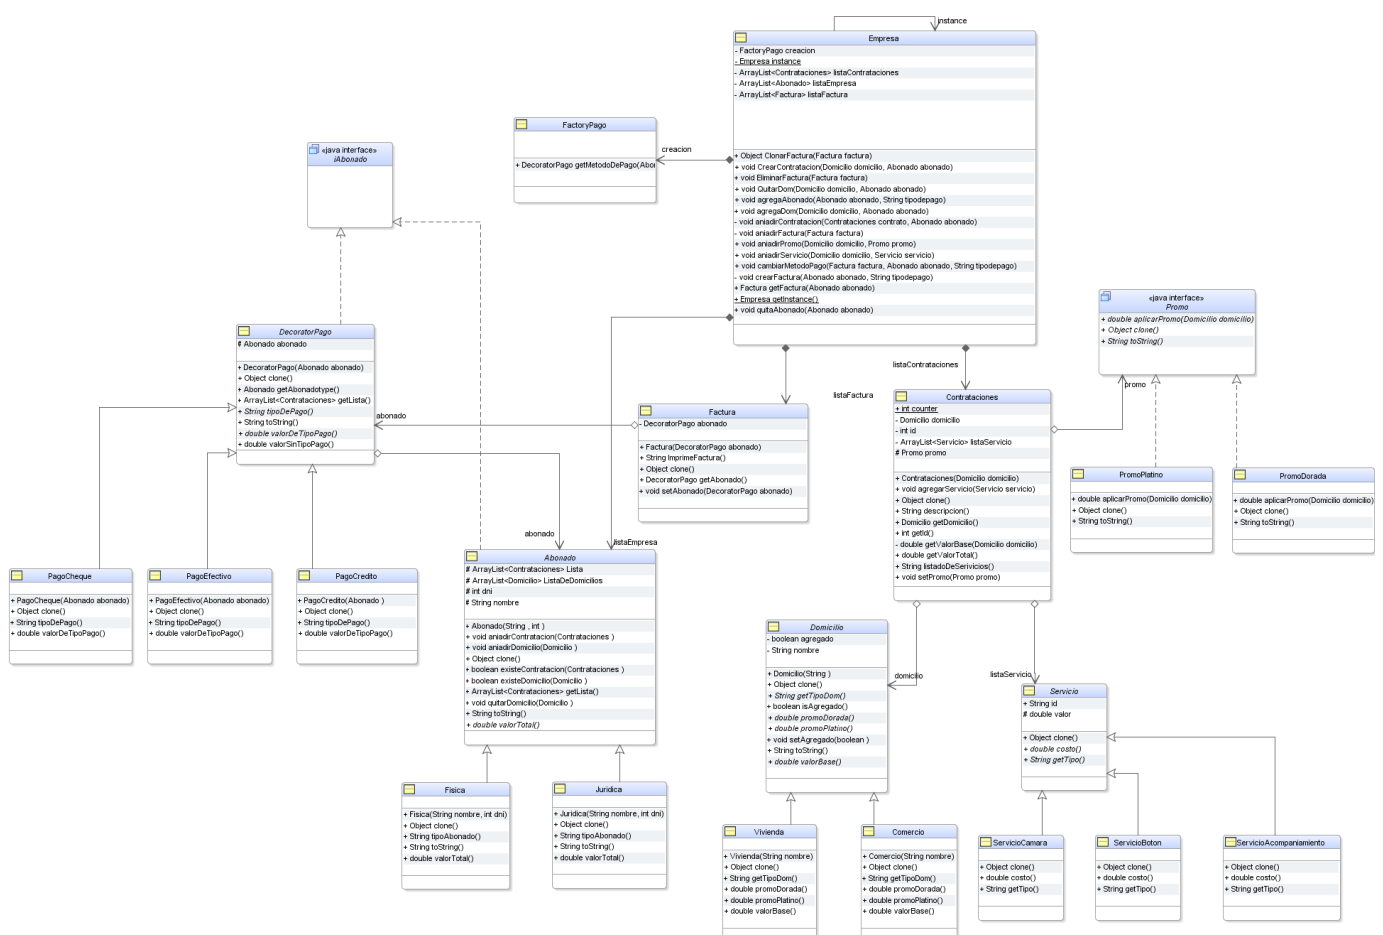 instance
Empresa
- FactoryPago creacion
- Empresa instance
- ArrayList<Contrataciones> listaContrataciones
- ArrayList<Abonado> listaEmpresa
- ArrayList<Factura> listaFactura
+ Object ClonarFactura(Factura factura)
+ void CrearContratacion(Domicilio domicilio, Abonado abonado)
+ void EliminarFactura(Factura factura)
+ void QuitarDom(Domicilio domicilio, Abonado abonado)
+ void agregaAbonado(Abonado abonado, String tipodepago)
+ void agregaDom(Domicilio domicilio, Abonado abonado)
- void aniadirContratacion(Contrataciones contrato, Abonado abonado)
- void aniadirFactura(Factura factura)
+ void aniadirPromo(Domicilio domicilio, Promo promo)
+ void aniadirServicio(Domicilio domicilio, Servicio servicio)
+ void cambiarMetodoPago(Factura factura, Abonado abonado, String tipodepago)
- void crearFactura(Abonado abonado, String tipodepago)
+ Factura getFactura(Abonado abonado)
+ Empresa getInstance()
+ void quitaAbonado(Abonado abonado)
FactoryPago
+ DecoratorPago getMetodoDePago(Abo
creacion
«java interface»
iAbonado
DecoratorPago
# Abonado abonado
+ DecoratorPago(Abonado abonado)
+ Object clone()
+ Abonado getAbonadotype()
+ ArrayList<Contrataciones> getLista()
+ String tipoDePago()
+ String toString()
+ double valorDeTipoPago()
+ double valorSinTipoPago()
abonado
abonado
listaEmpresa
listaFactura
listaContrataciones
Factura
- DecoratorPago abonado
+ Factura(DecoratorPago abonado)
+ String ImprimeFactura()
+ Object clone()
+ DecoratorPago getAbonado()
+ void setAbonado(DecoratorPago abonado)
Contrataciones
+ int counter
- Domicilio domicilio
- int id
- ArrayList<Servicio> listaServicio
# Promo promo
+ Contrataciones(Domicilio domicilio)
+ void agregarServicio(Servicio servicio)
+ Object clone()
+ String descripcion()
+ Domicilio getDomicilio()
+ int getId()
- double getValorBase(Domicilio domicilio)
+ double getValorTotal()
+ String listadoDeServicios()
+ void setPromo(Promo promo)
«java interface»
Promo
+ double aplicarPromo(Domicilio domicilio)
+ Object clone()
+ String toString()
promo
PromoPlatino
+ double aplicarPromo(Domicilio domicilio)
+ Object clone()
+ String toString()
PromoDorada
+ double aplicarPromo(Domicilio domicilio)
+ Object clone()
+ String toString()
PagoCheque
+ PagoCheque(Abonado abonado)
+ Object clone()
+ String tipoDePago()
+ double valorDeTipoPago()
PagoEfectivo
+ PagoEfectivo(Abonado abonado)
+ Object clone()
+ String tipoDePago()
+ double valorDeTipoPago()
PagoCredito
+ PagoCredito(Abonado )
+ Object clone()
+ String tipoDePago()
+ double valorDeTipoPago()
Abonado
# ArrayList<Contrataciones> Lista
# ArrayList<Domicilio> ListaDeDomicilios
# int dni
# String nombre
+ Abonado(String , int )
+ void aniadirContratacion(Contrataciones )
+ void aniadirDomicilio(Domicilio )
+ Object clone()
+ boolean existeContratacion(Contrataciones )
+ boolean existeDomicilio(Domicilio )
+ ArrayList<Contrataciones> getLista()
+ void quitarDomicilio(Domicilio )
+ String toString()
+ double valorTotal()
Fisica
+ Fisica(String nombre, int dni)
+ Object clone()
+ String tipoAbonado()
+ String toString()
+ double valorTotal()
Juridica
+ Juridica(String nombre, int dni)
+ Object clone()
+ String tipoAbonado()
+ String toString()
+ double valorTotal()
Domicilio
- boolean agregado
- String nombre
+ Domicilio(String )
+ Object clone()
+ String getTipoDom()
+ boolean isAgregado()
+ double promoDorada()
+ double promoPlatino()
+ void setAgregado(boolean )
+ String toString()
+ double valorBase()
domicilio
listaServicio
Servicio
+ String id
# double valor
+ Object clone()
+ double costo()
+ String getTipo()
Vivienda
+ Vivienda(String nombre)
+ Object clone()
+ String getTipoDom()
+ double promoDorada()
+ double promoPlatino()
+ double valorBase()
Comercio
+ Comercio(String nombre)
+ Object clone()
+ String getTipoDom()
+ double promoDorada()
+ double promoPlatino()
+ double valorBase()
ServicioCamara
+ Object clone()
+ double costo()
+ String getTipo()
ServicioBoton
+ Object clone()
+ double costo()
+ String getTipo()
ServicioAcompaniamiento
+ Object clone()
+ double costo()
+ String getTipo()